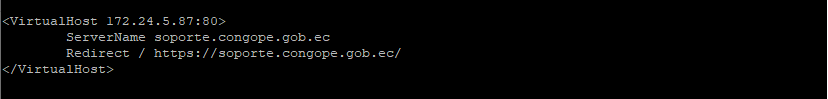 <VirtualHost 172.24.5.87:80>
        ServerName soporte.congope.gob.ec
        Redirect / https://soporte.congope.gob.ec/
</VirtualHost>